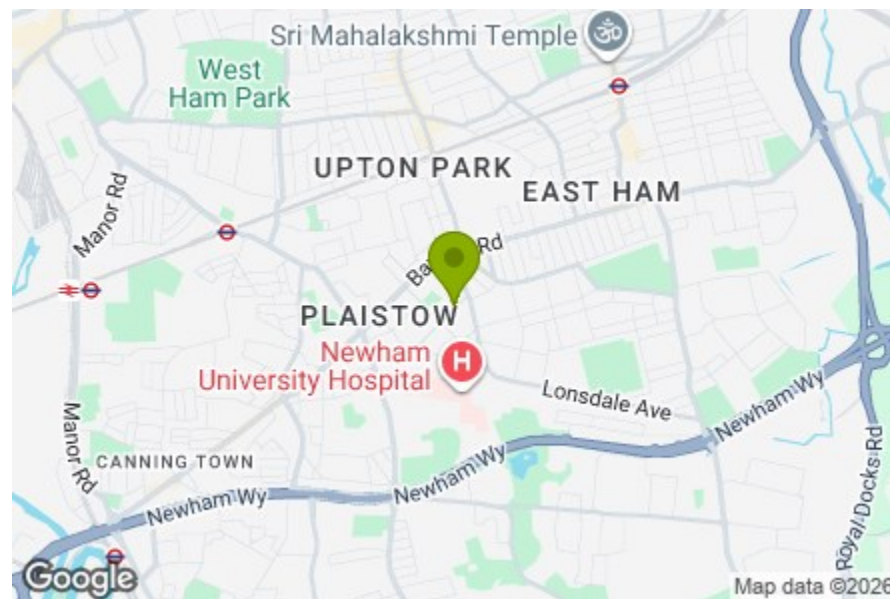 Sri Mahalakshmi Temple
West
Ham Park
UPTON PARK
EAST HAM
Manor Rd
Rd
PLAISTOW
Newham
University Hospital
H
Lonsdale Ave
Newham Wy
Manor Rd
CANNING TOWN
Newham Wy
Newham Wy
Royal Docks Rd
Google
Map data ©2026